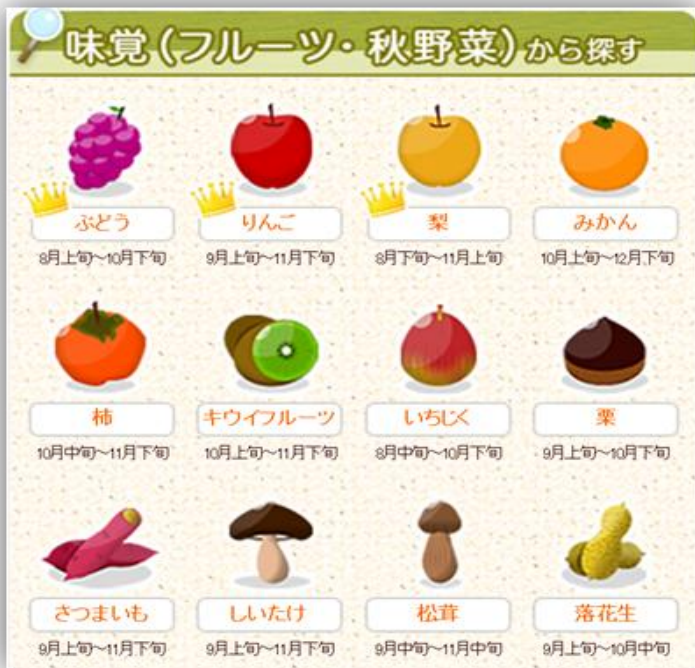 味覚(フルーツ・秋野菜)から探す
ぶどう
りんご
梨
みかん
8月上旬~10月下旬
9月上旬~11月下旬
8月下旬~11月上旬
10月上旬~12月下旬
柿
キウイフルーツ
いちじく
栗
10月中旬~11月下旬
10月上旬~11月下旬
8月中旬~10月下旬
9月上旬~10月下旬
さつまいも
しいたけ
松茸
落花生
9月上旬~11月下旬
9月上旬~11月下旬
9月中旬~11月中旬
9月上旬~10月中旬